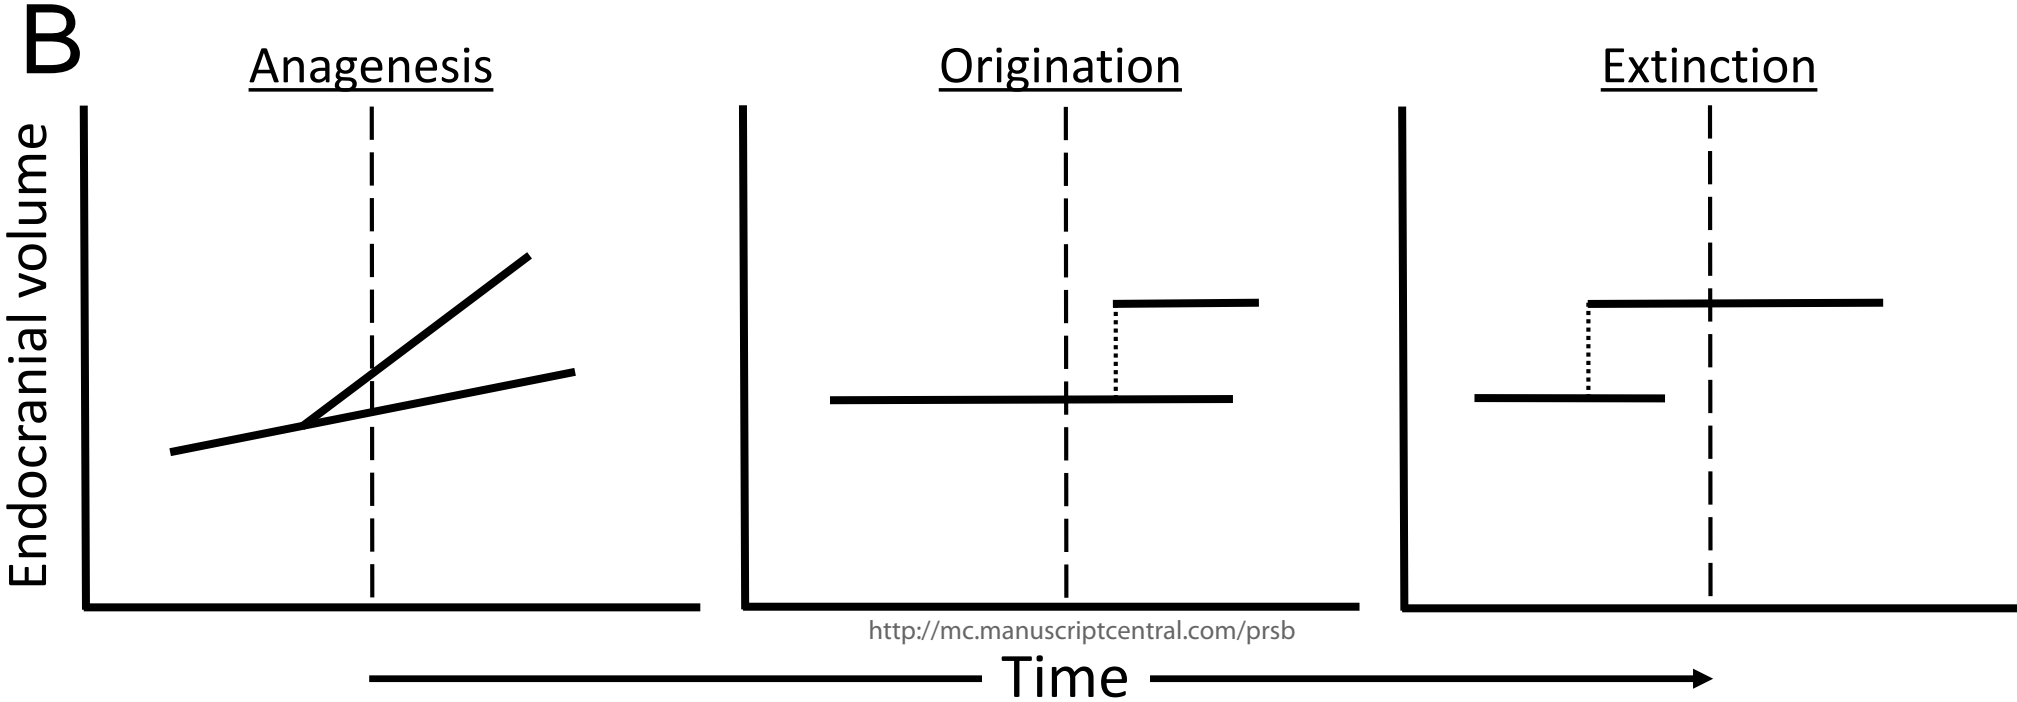 B
Anagenesis
Origination
Extinction
Endocranial volume
http://mc.manuscriptcentral.com/prsb
Time